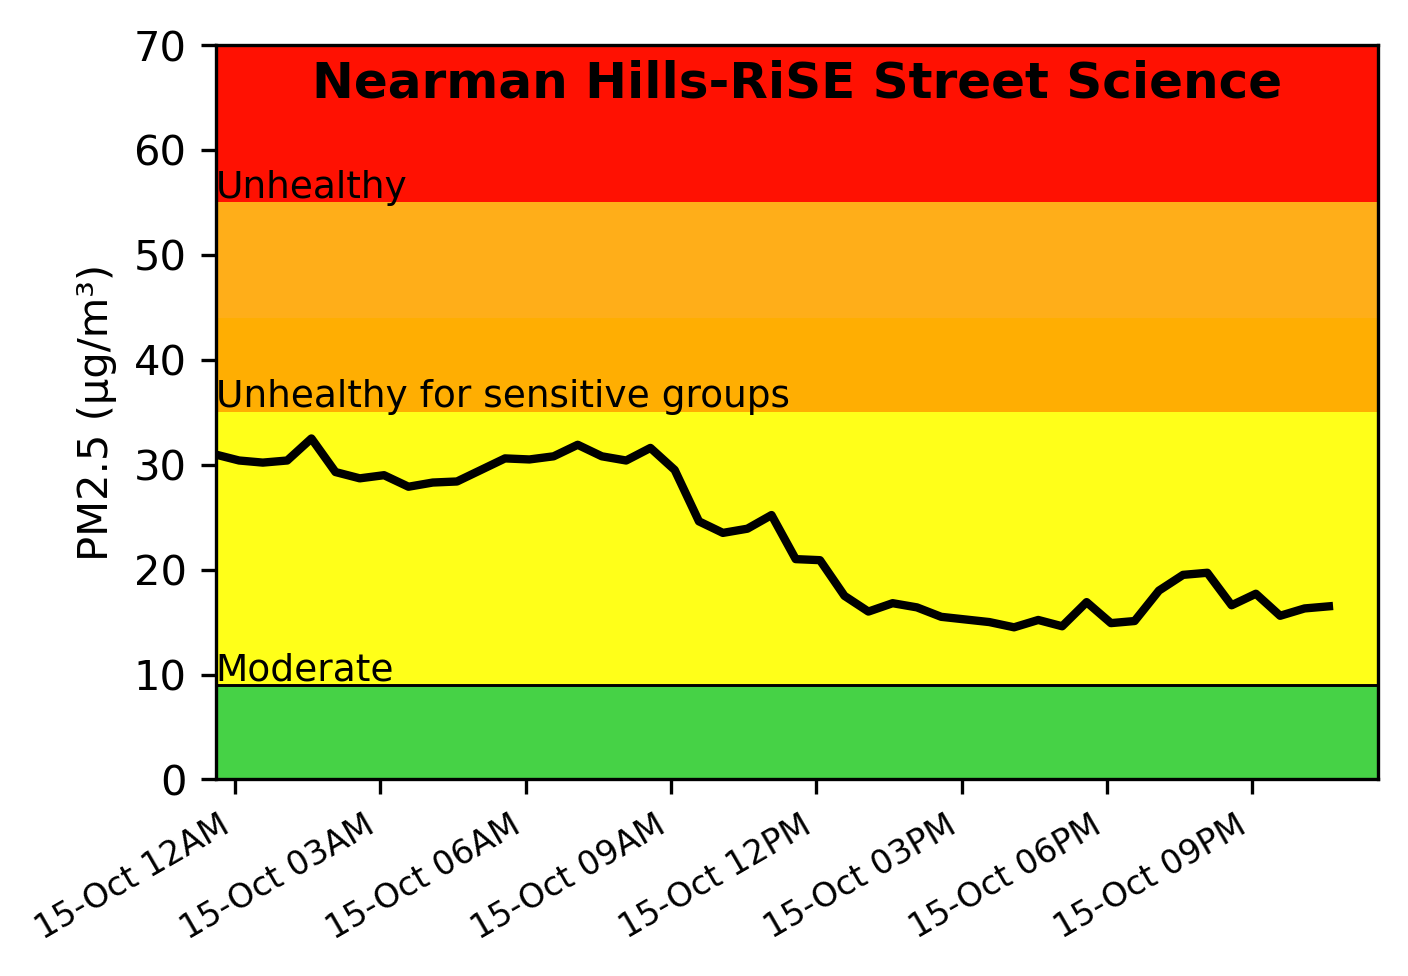 Nearman Hills-RiSE Street Science
70
60
Unhealthy
50
40
Unhealthy for sensitive groups
30
20
10
Moderate
0
PM2.5 (µg/m³)
15-Oct 12AM
15-Oct 03AM
15-Oct 06AM
15-Oct 09AM
15-Oct 12PM
15-Oct 03PM
15-Oct 06PM
15-Oct 09PM